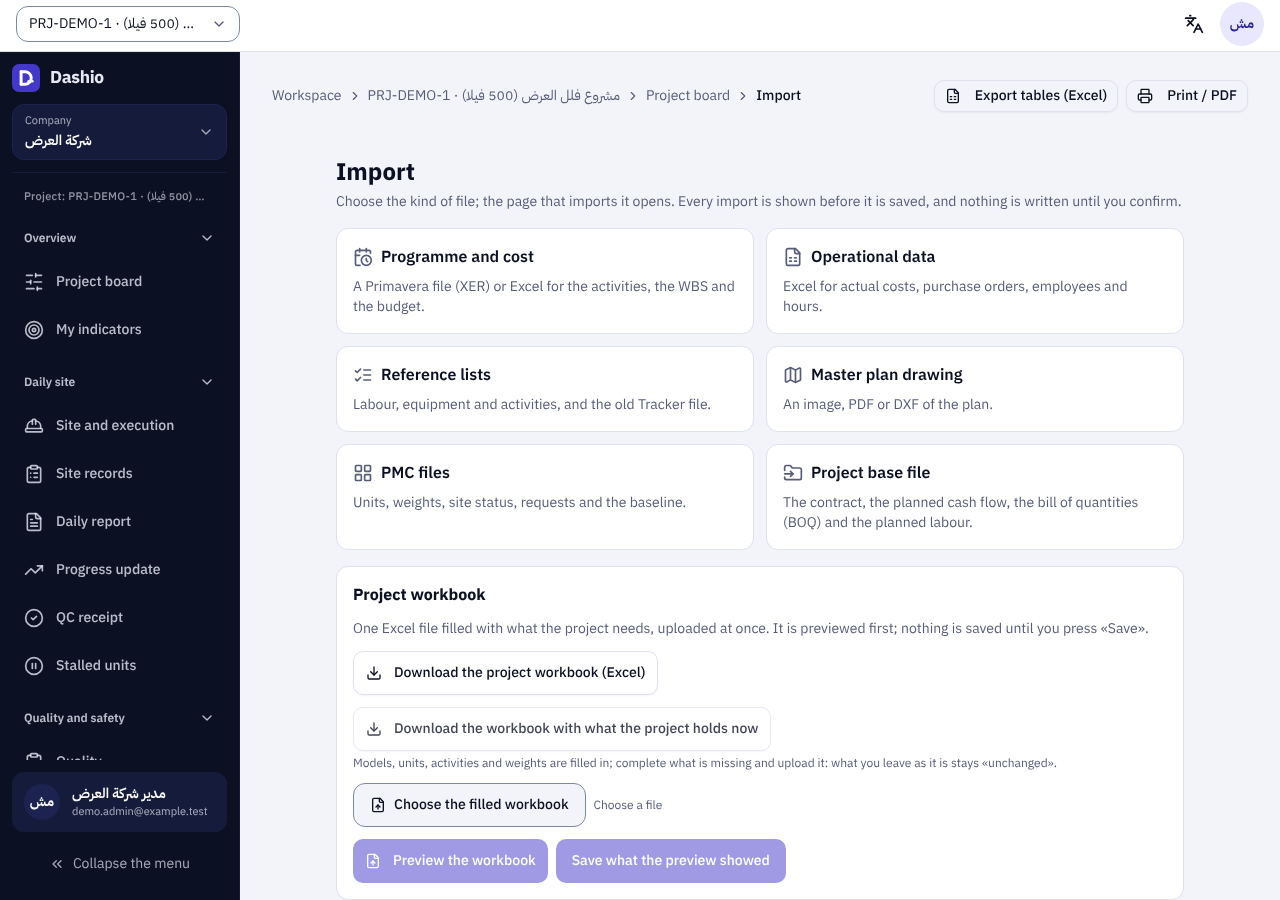 PRJ-DEMO-1 · (500 فيلا) ...
مش
Dashio
Company
شركة العرض
Project: PRJ-DEMO-1 · (500 فيلا) ...
Overview
Project board
My indicators
Daily site
Site and execution
Site records
Daily report
Progress update
QC receipt
Stalled units
Quality and safety
Quality
مش
مدير شركة العرض
demo.admin@example.test
Collapse the menu
Workspace
PRJ-DEMO-1 · مشروع فلل العرض (500 فيلا)
Project board
Import
Export tables (Excel)
Print / PDF
Import
Choose the kind of file; the page that imports it opens. Every import is shown before it is saved, and nothing is written until you confirm.
Programme and cost
A Primavera file (XER) or Excel for the activities, the WBS and
the budget.
Operational data
Excel for actual costs, purchase orders, employees and
hours.
Reference lists
Labour, equipment and activities, and the old Tracker file.
Master plan drawing
An image, PDF or DXF of the plan.
PMC files
Units, weights, site status, requests and the baseline.
Project base file
The contract, the planned cash flow, the bill of quantities
(BOQ) and the planned labour.
Project workbook
One Excel file filled with what the project needs, uploaded at once. It is previewed first; nothing is saved until you press «Save».
Download the project workbook (Excel)
Download the workbook with what the project holds now
Models, units, activities and weights are filled in; complete what is missing and upload it: what you leave as it is stays «unchanged».
Choose the filled workbook
Choose a file
Preview the workbook
Save what the preview showed